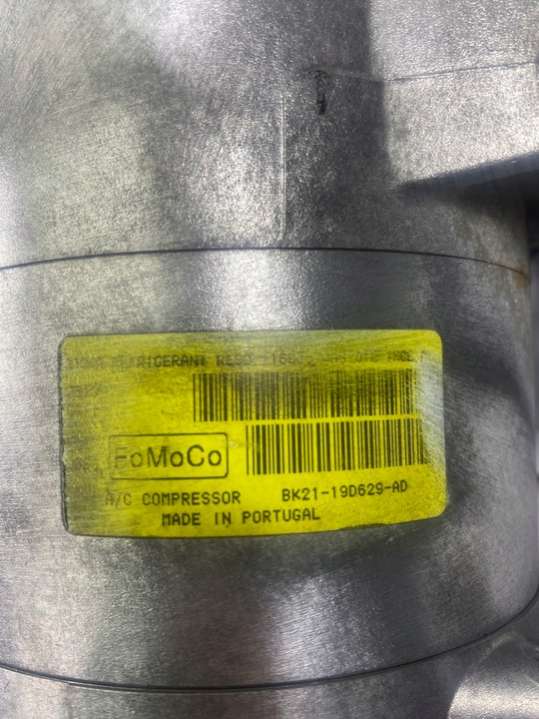 REFRIGERANT
FoMoCo
A/C COMPRESSOR BK21-19D629-AD
MADE IN PORTUGAL